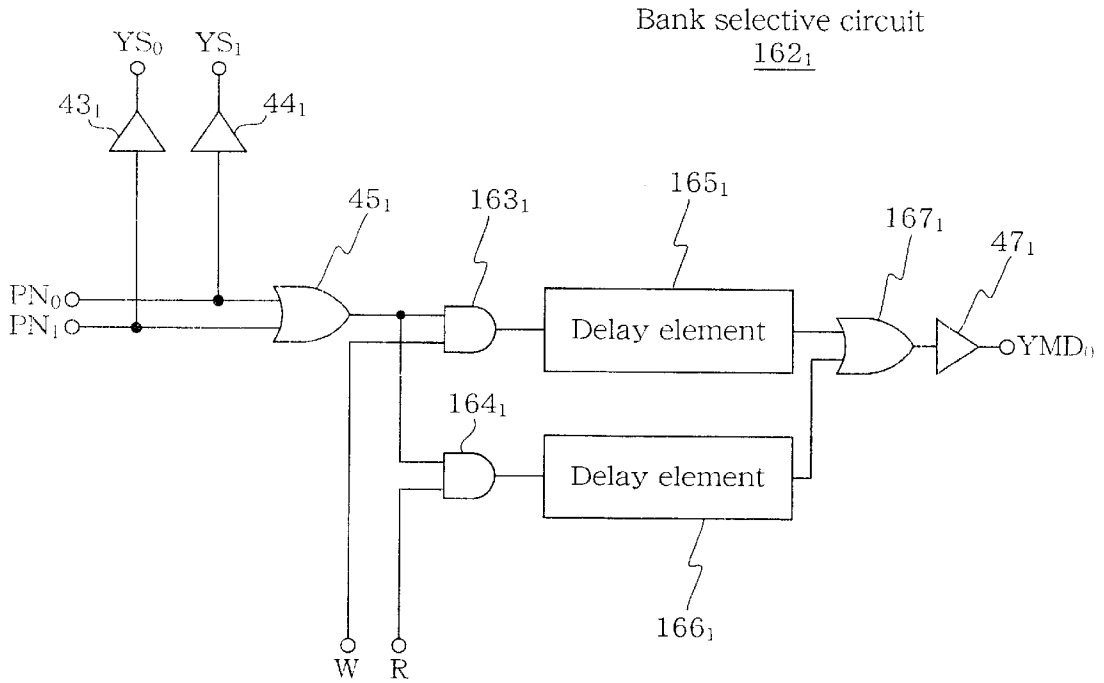 Bank selective circuit
162₁
YS₀ YS₁
43₁ 44₁
45₁ 163₁ 165₁ 167₁ 47₁
PN₀
PN₁
Delay element
YMD₀
164₁
Delay element
166₁
W R